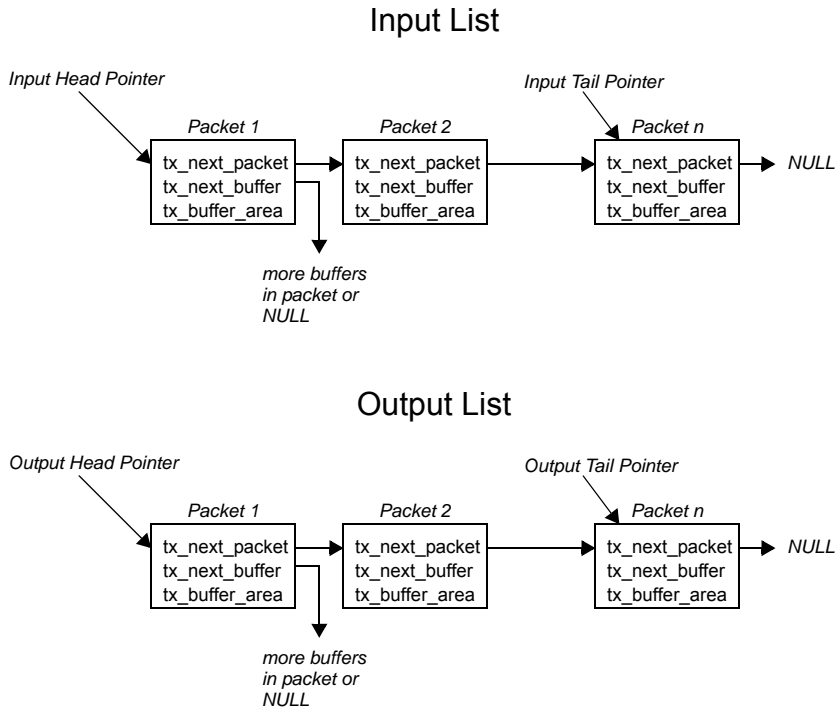 Input List
Input Head Pointer
Input Tail Pointer
Packet 1
Packet 2
Packet n
tx_next_packet
tx_next_buffer
tx_buffer_area
tx_next_packet
tx_next_buffer
tx_buffer_area
tx_next_packet
tx_next_buffer
tx_buffer_area
NULL
more buffers
in packet or
NULL
Output List
Output Head Pointer
Output Tail Pointer
Packet 1
Packet 2
Packet n
tx_next_packet
tx_next_buffer
tx_buffer_area
tx_next_packet
tx_next_buffer
tx_buffer_area
tx_next_packet
tx_next_buffer
tx_buffer_area
NULL
more buffers
in packet or
NULL